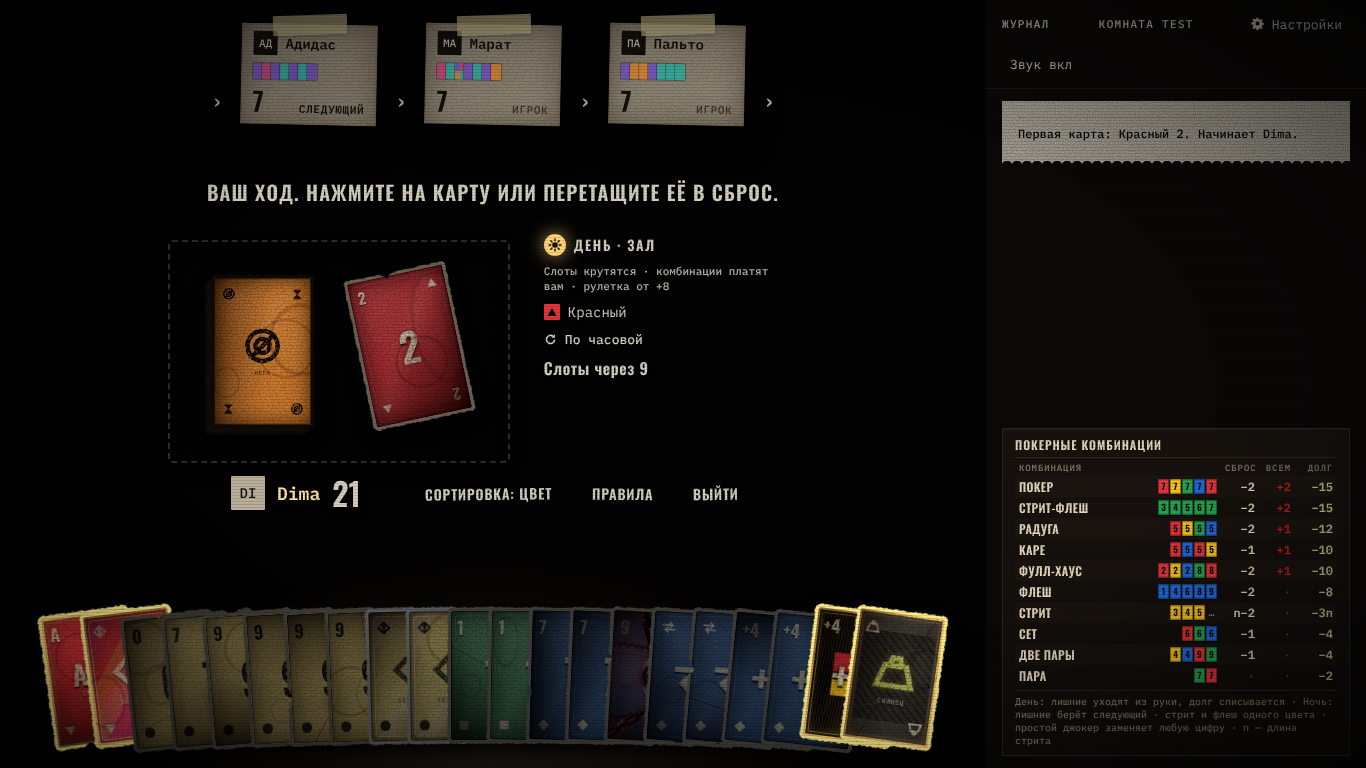 АД Адидас
7 СЛЕДУЮЩИЙ
МА Марат
7 ИГРОК
ПА Пальто
7 ИГРОК
ЖУРНАЛ КОМНАТА TEST Настройки
Звук вкл
Первая карта: Красный 2. Начинает Dima.
ВАШ ХОД. НАЖМИТЕ НА КАРТУ ИЛИ ПЕРЕТАЩИТЕ ЕЁ В СБРОС.
2
2
2
ДЕНЬ · ЗАЛ
Слоты крутятся · комбинации платят
вам · рулетка от +8
Красный
По часовой
Слоты через 9
DI Dima 21
СОРТИРОВКА: ЦВЕТ ПРАВИЛА ВЫЙТИ
A 0 7 9 9 9 9 1 1 7 7 9 +4 +4 +4
СВИНЕЦ
ПОКЕРНЫЕ КОМБИНАЦИИ
КОМБИНАЦИЯ СБРОС ВСЕМ ДОЛГ
ПОКЕР 7 7 7 7 7 −2 +2 −15
СТРИТ-ФЛЕШ 3 4 5 6 7 −2 +2 −15
РАДУГА 5 5 5 5 −2 +1 −12
КАРЕ 5 5 5 5 −1 +1 −10
ФУЛЛ-ХАУС 2 2 2 8 8 −2 +1 −10
ФЛЕШ 1 4 6 8 9 −2 · −8
СТРИТ 3 4 5 … n−2 · −3n
СЕТ 6 6 6 −1 · −4
ДВЕ ПАРЫ 4 4 9 9 −1 · −4
ПАРА 7 7 · · −2
День: лишние уходят из руки, долг списывается · Ночь:
лишние берёт следующий · стрит и флеш одного цвета ·
простой джокер заменяет любую цифру · n — длина
стрита